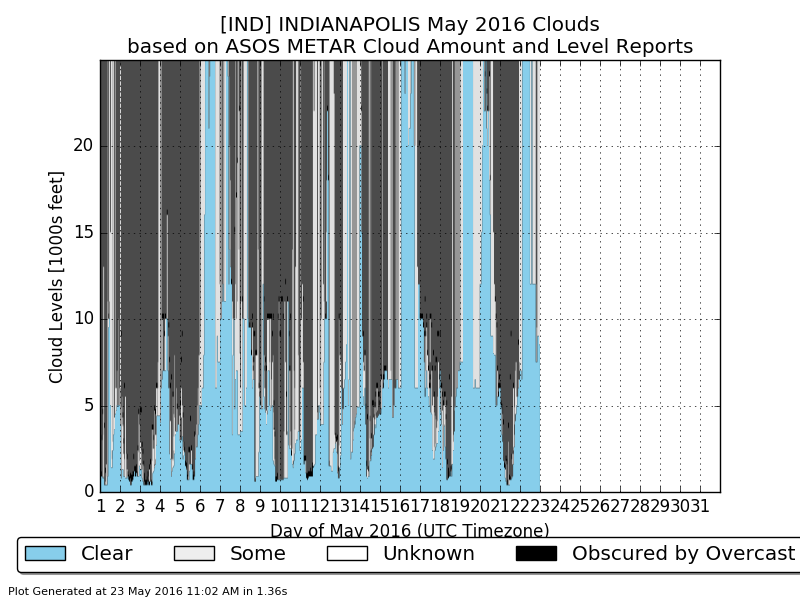 [IND] INDIANAPOLIS May 2016 Clouds
based on ASOS METAR Cloud Amount and Level Reports
Cloud Levels [1000s feet]
20
15
10
5
0
1 2 3 4 5 6 7 8 9 10 11 12 13 14 15 16 17 18 19 20 21 22 23 24 25 26 27 28 29 30 31
Day of May 2016 (UTC Timezone)
Clear Some Unknown Obscured by Overcast
Plot Generated at 23 May 2016 11:02 AM in 1.36s